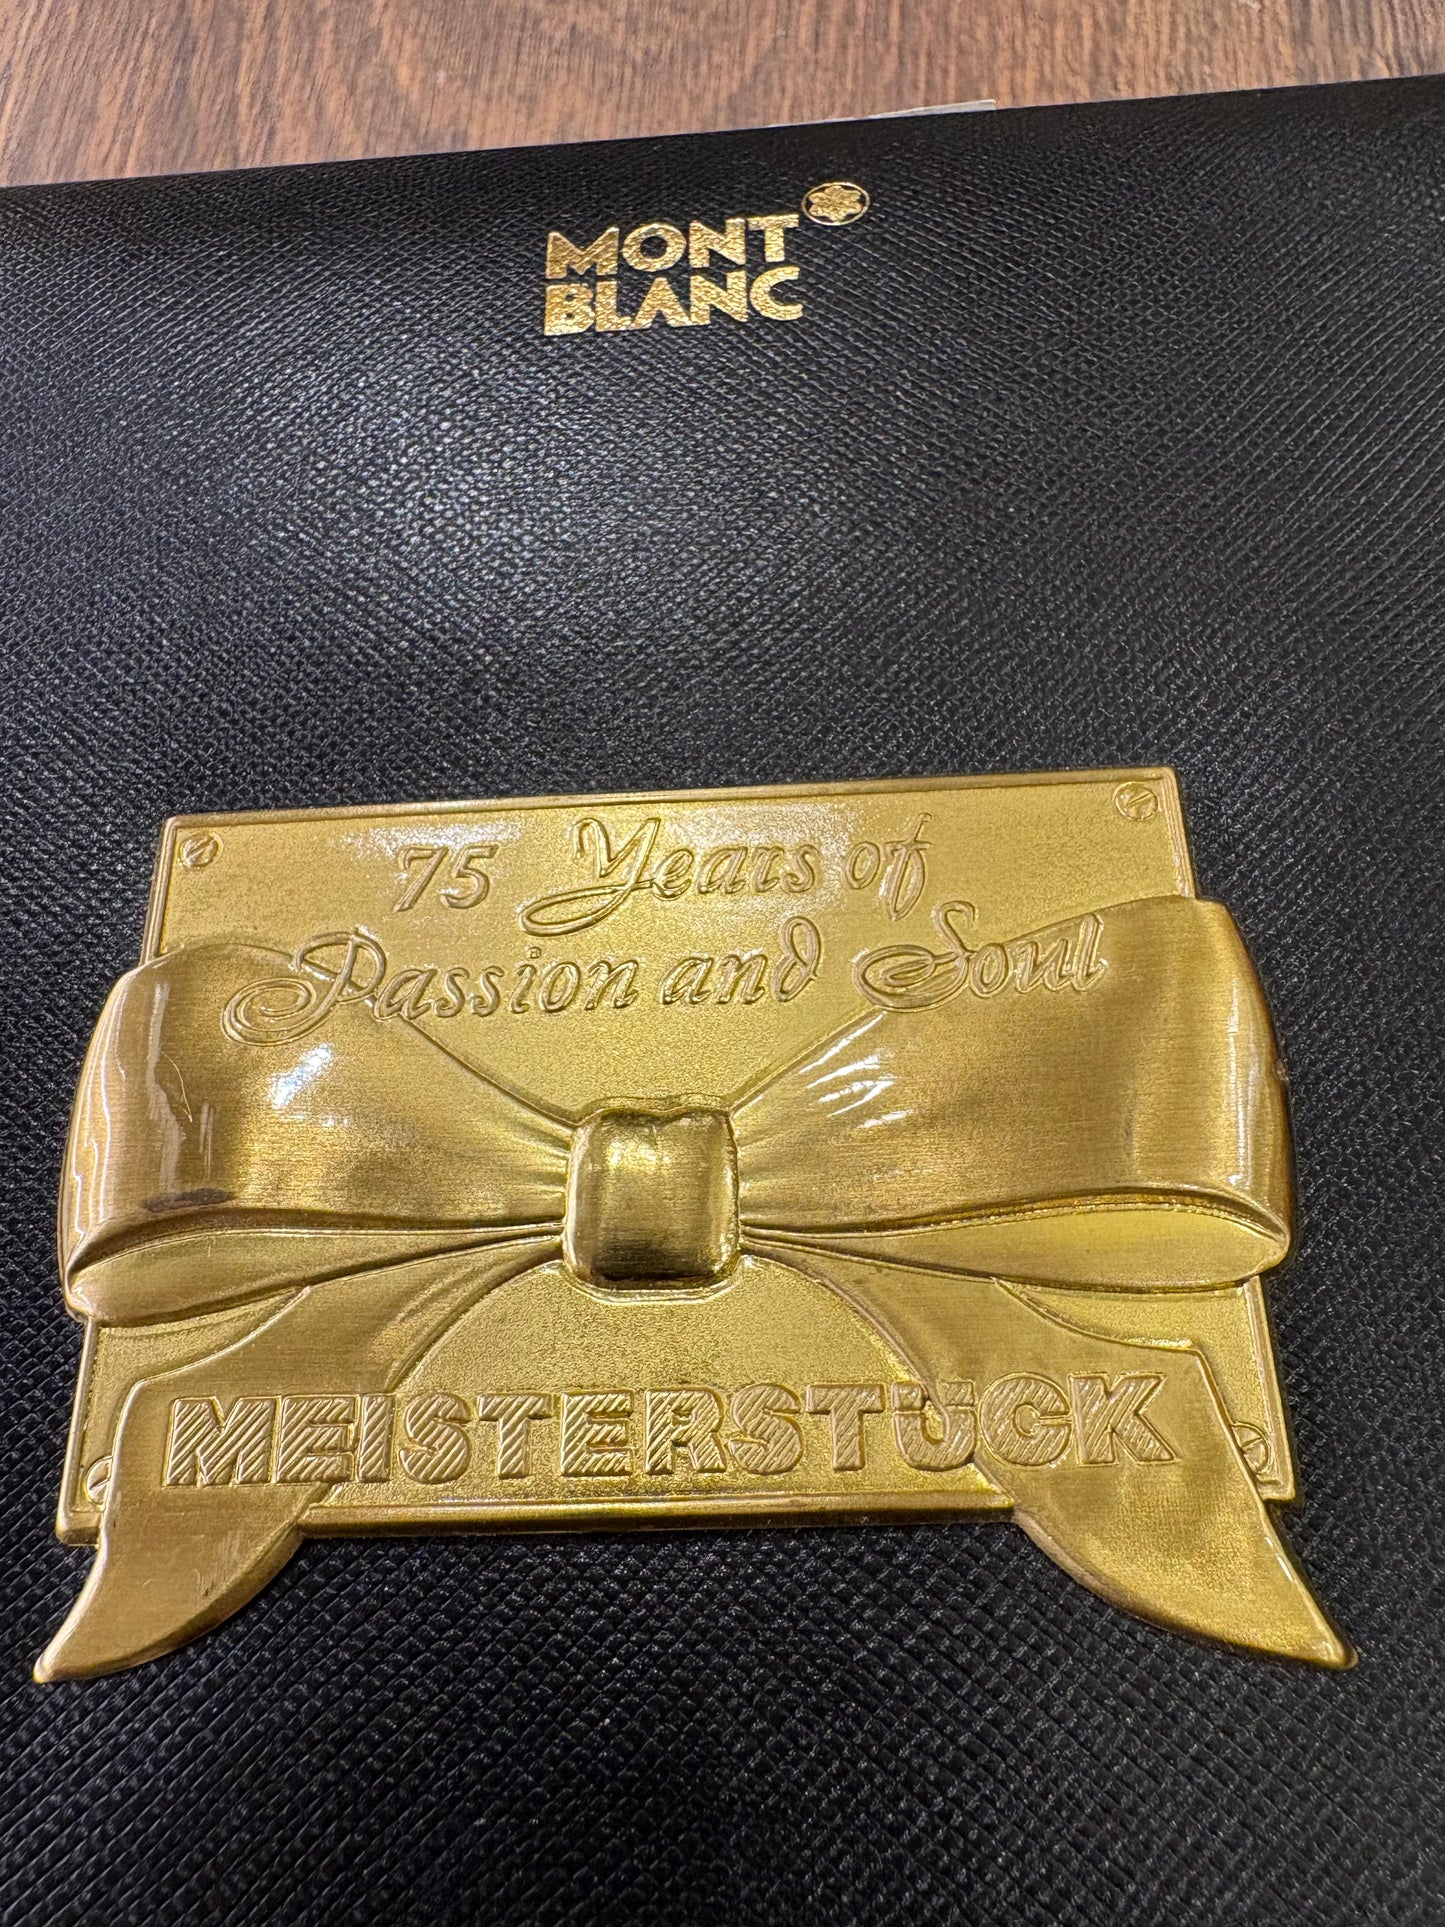 MONT
BLANC
75 Years of
Passion and Soul
MEISTERSTÜCK